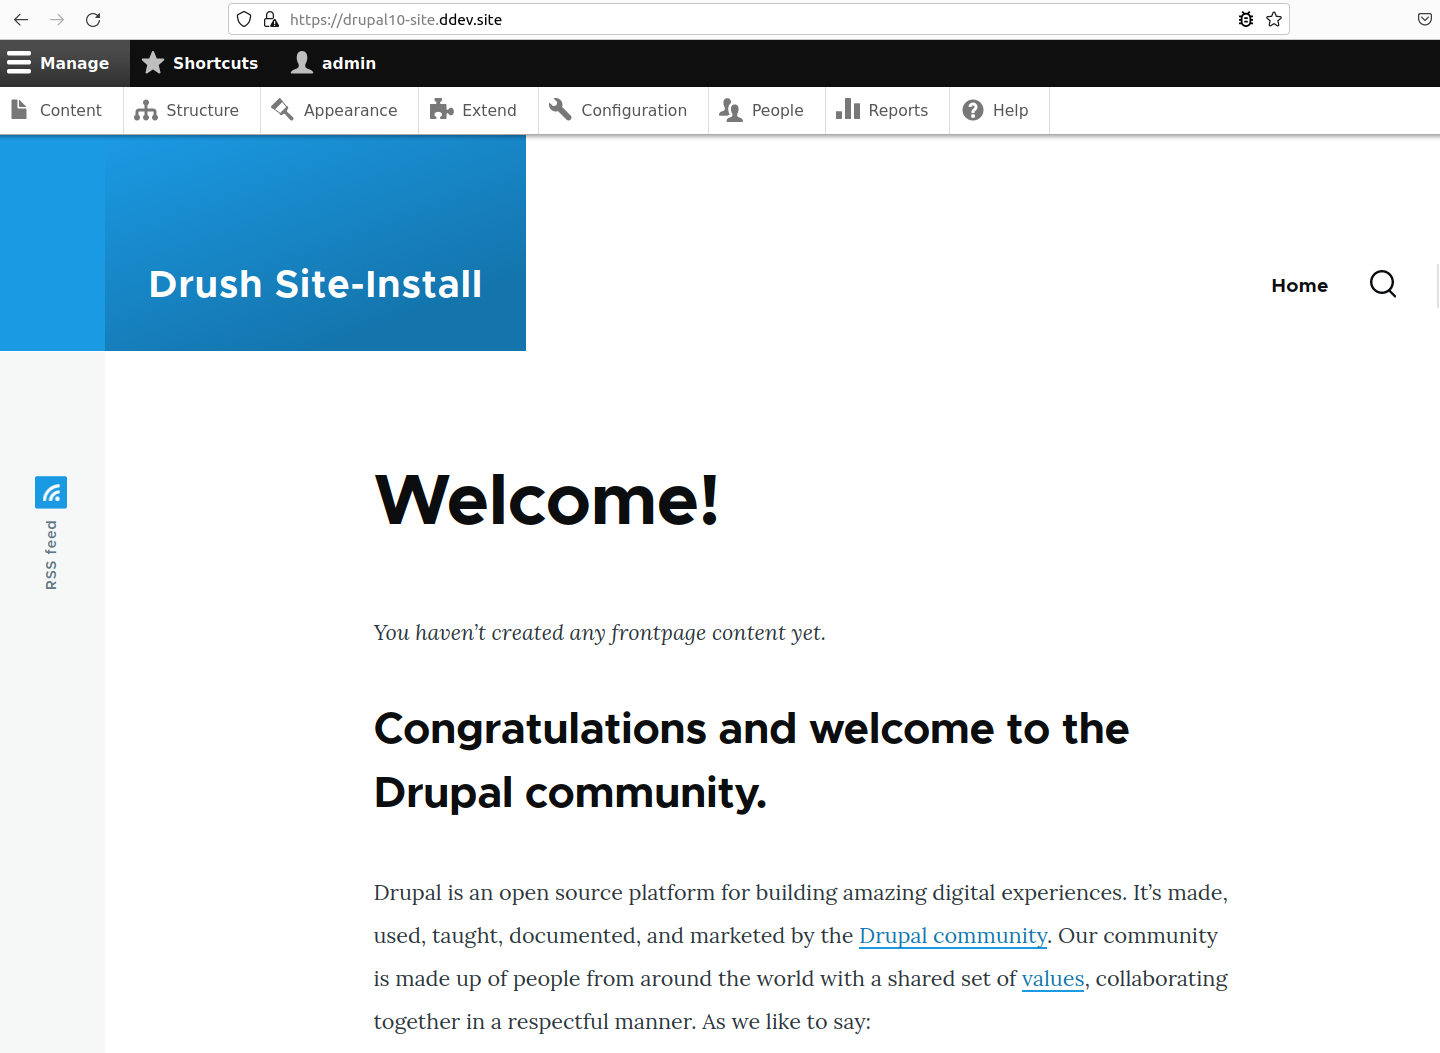 https://drupal10-site.ddev.site
Manage Shortcuts admin
Content Structure Appearance Extend Configuration People Reports Help
Drush Site-Install
Home
RSS feed
Welcome!
You haven’t created any frontpage content yet.
Congratulations and welcome to the
Drupal community.
Drupal is an open source platform for building amazing digital experiences. It’s made,
used, taught, documented, and marketed by the Drupal community. Our community
is made up of people from around the world with a shared set of values, collaborating
together in a respectful manner. As we like to say: